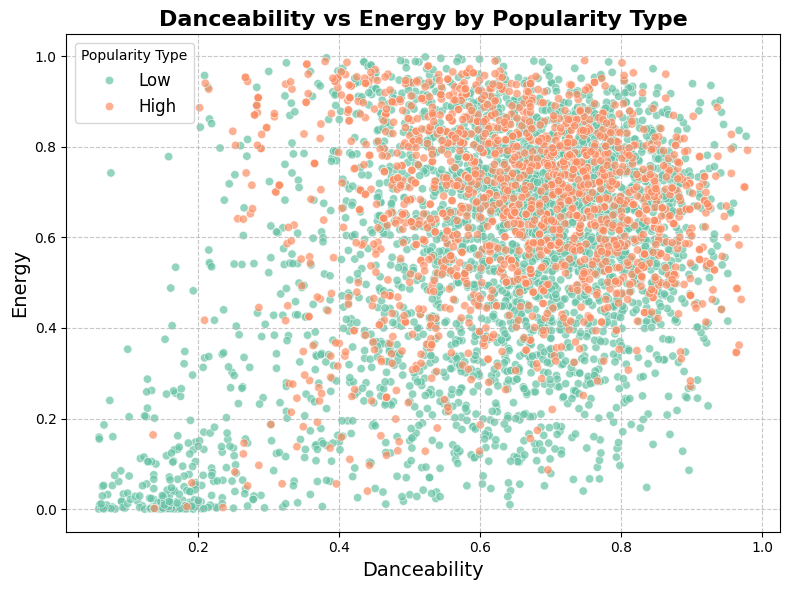 Danceability vs Energy by Popularity Type
Popularity Type
Low
High
Energy
1.0
0.8
0.6
0.4
0.2
0.0
0.2 0.4 0.6 0.8 1.0
Danceability